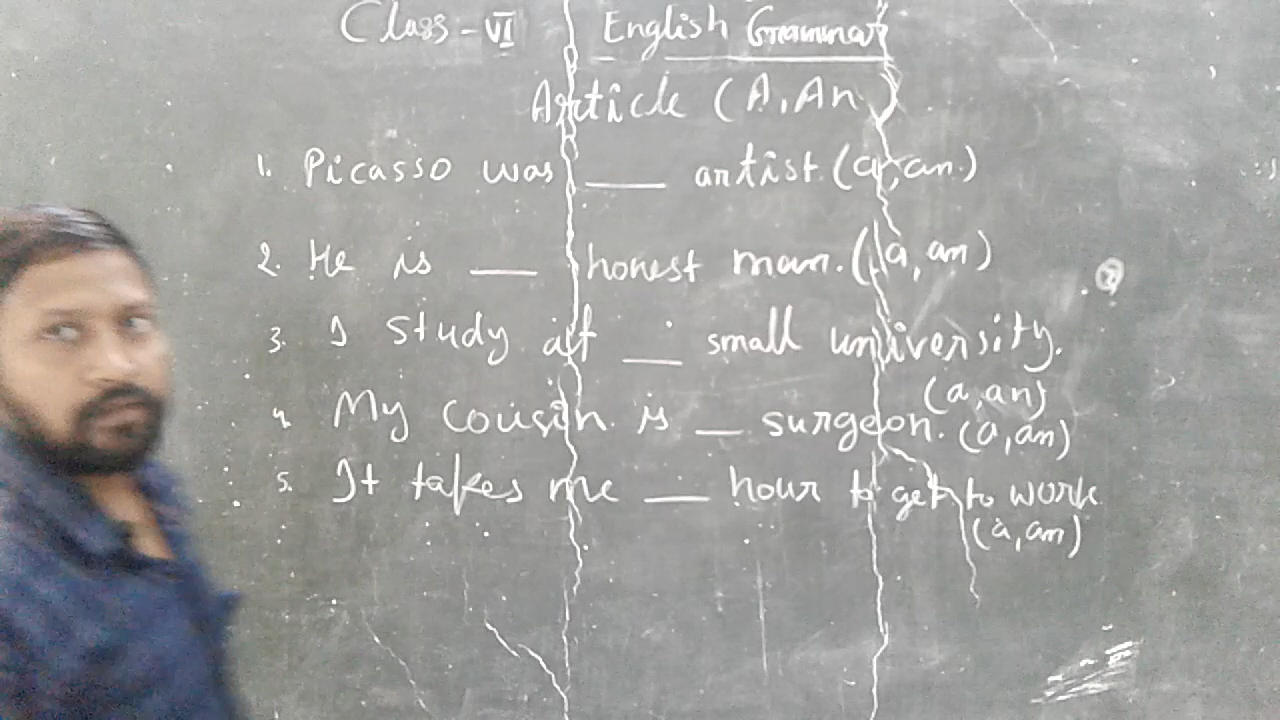 Class - VI English Grammar
Article (A, An)
1. Picasso was ___ artist. (a, an.)
2. He is ___ honest man. (a, an)
3. I study at ___ small university.
(a, an)
4. My cousin is __ surgeon. (a, an)
5. It takes me ___ hour to get to work
(a, an)